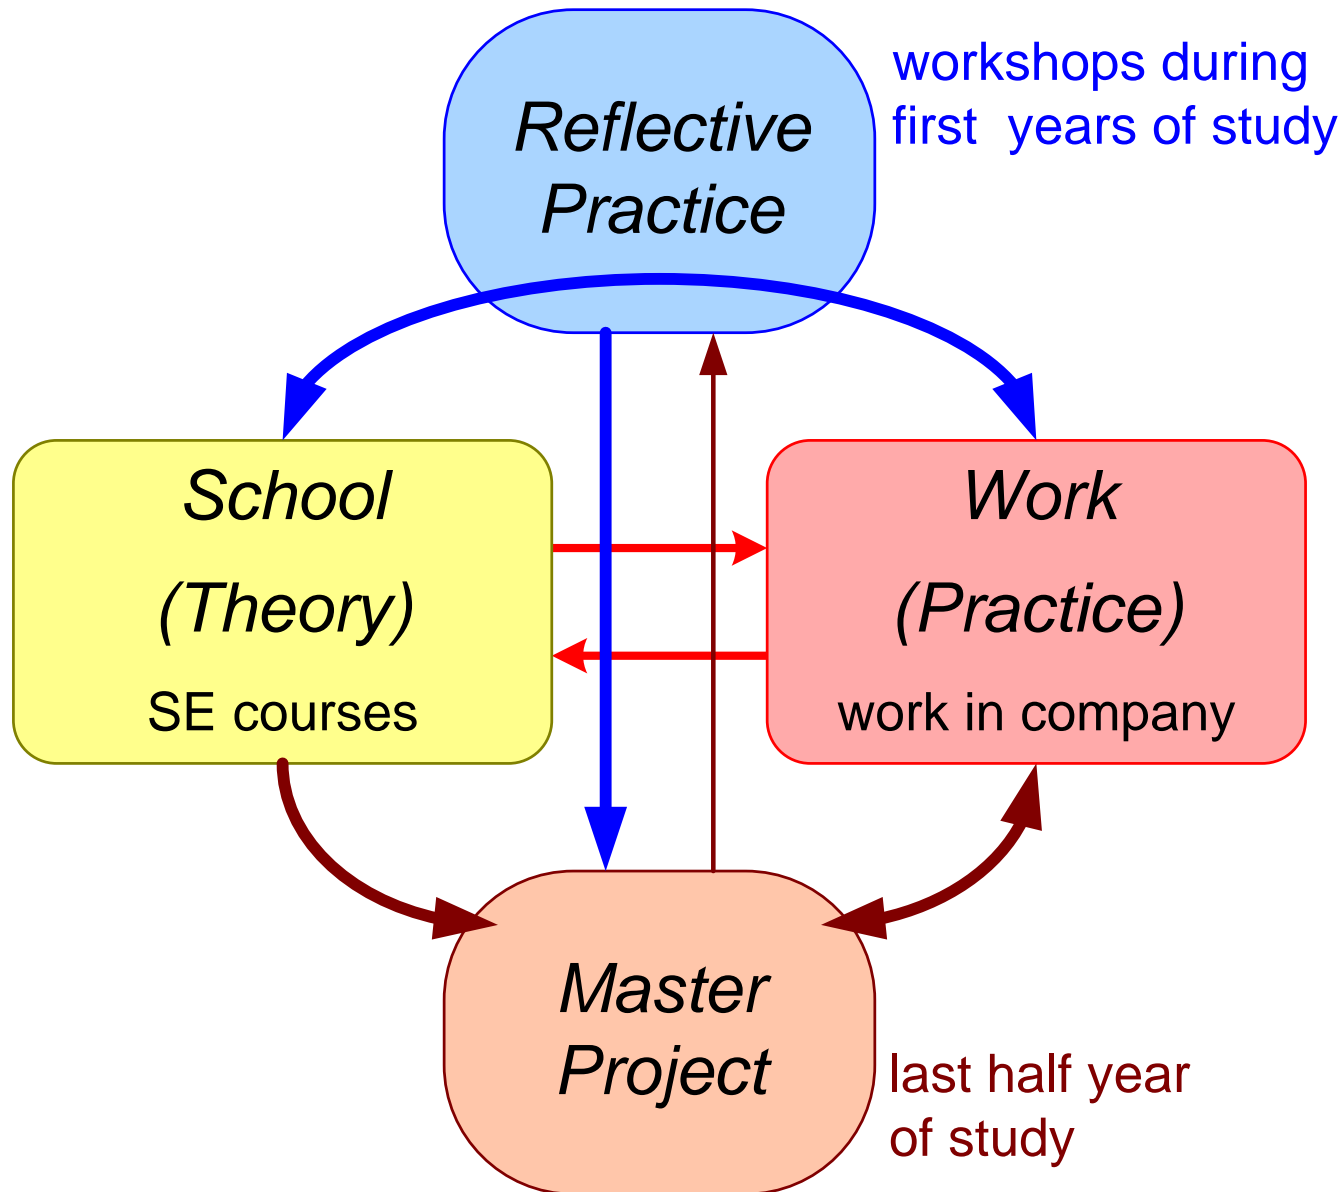 Reflective
Practice
workshops during
first years of study
School
(Theory)
SE courses
Work
(Practice)
work in company
Master
Project
last half year
of study